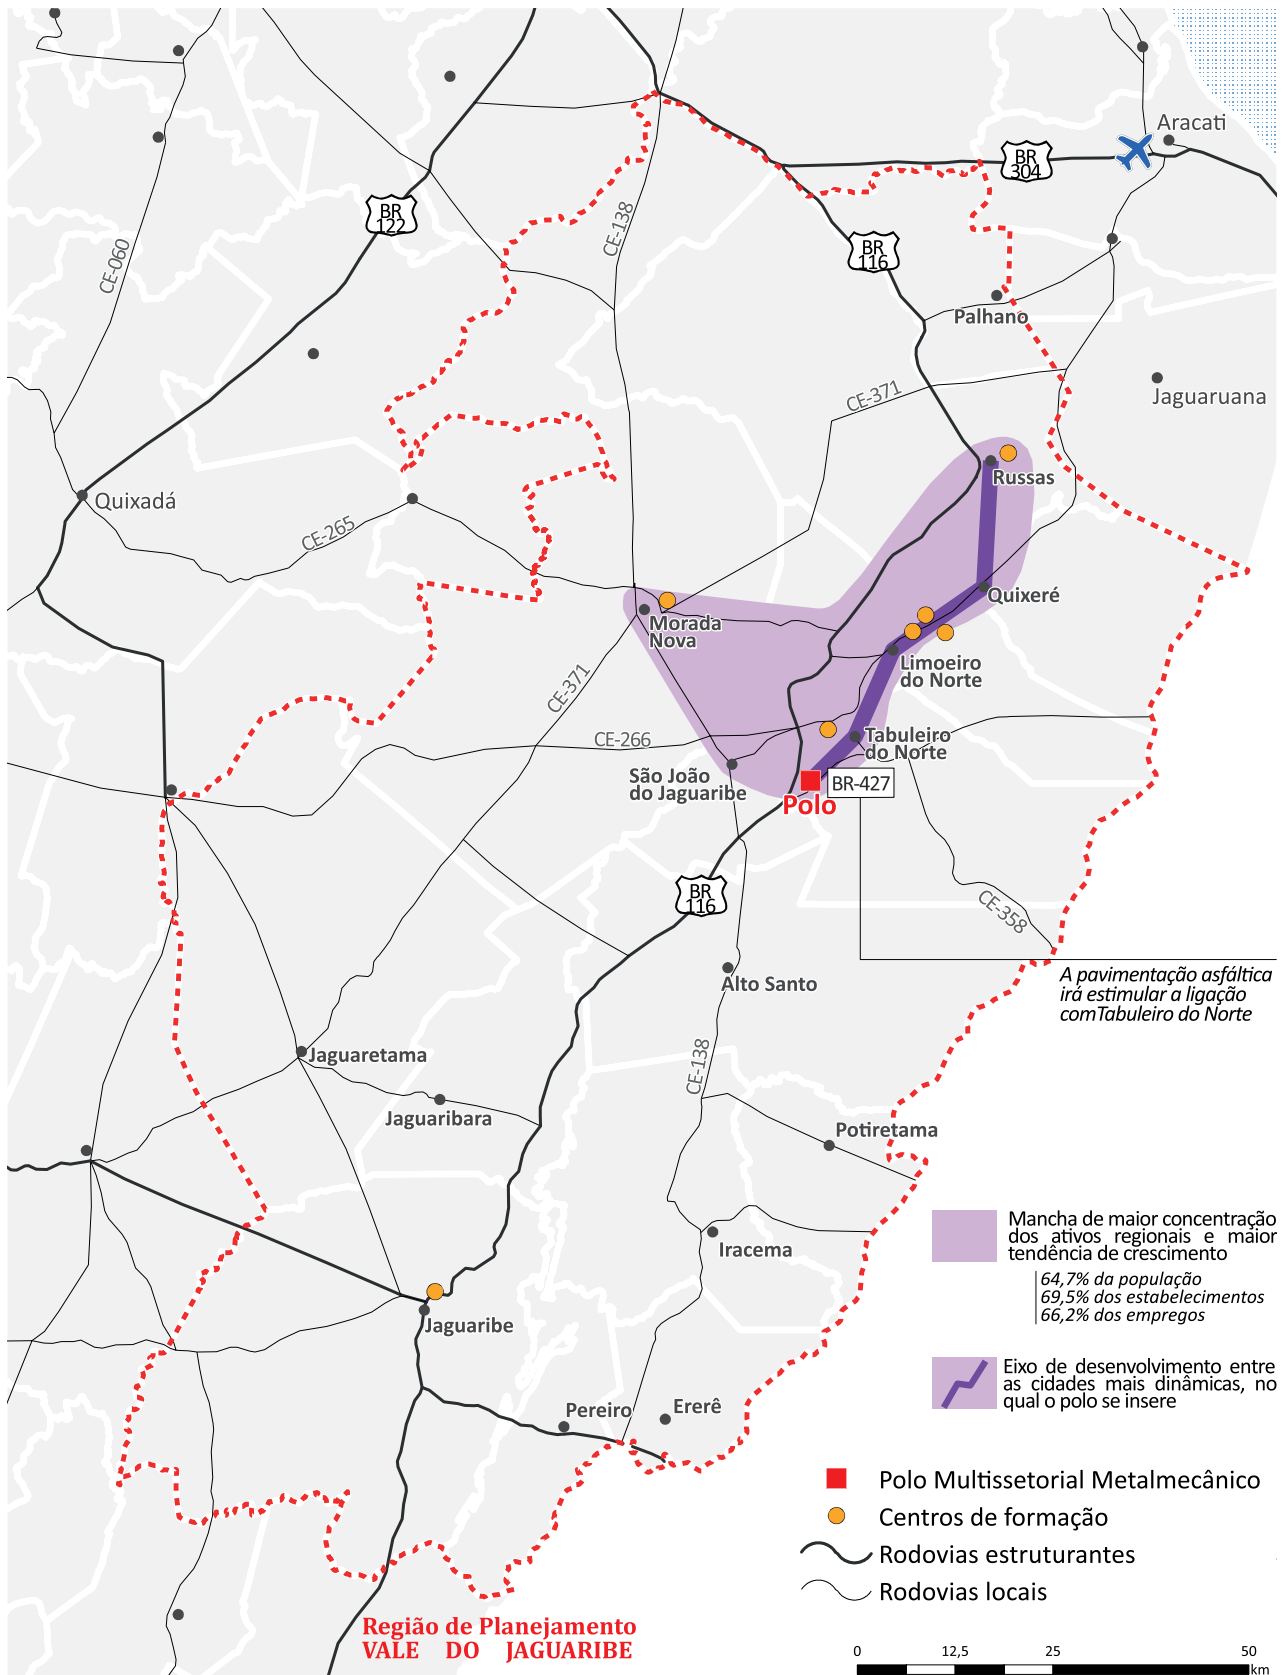 Aracati
BR
304
BR
122
CE-138
CE-060
BR
116
Palhano
CE-371
Jaguaruana
Russas
Quixadá
CE-265
Quixeré
Morada
Nova
Limoeiro
do Norte
CE-371
CE-266
Tabuleiro
do Norte
São João
do Jaguaribe
BR-427
Polo
BR
116
CE-358
A pavimentação asfáltica
irá estimular a ligação
comTabuleiro do Norte
Alto Santo
CE-138
Jaguaretama
Jaguaribara
Potiretama
Iracema
Jaguaribe
Pereiro
Ererê
Mancha de maior concentração
dos ativos regionais e maior
tendência de crescimento
64,7% da população
69,5% dos estabelecimentos
66,2% dos empregos
Eixo de desenvolvimento entre
as cidades mais dinâmicas, no
qual o polo se insere
Polo Multissetorial Metalmecânico
Centros de formação
Rodovias estruturantes
Rodovias locais
Região de Planejamento
VALE DO JAGUARIBE
0 12,5 25 50
km